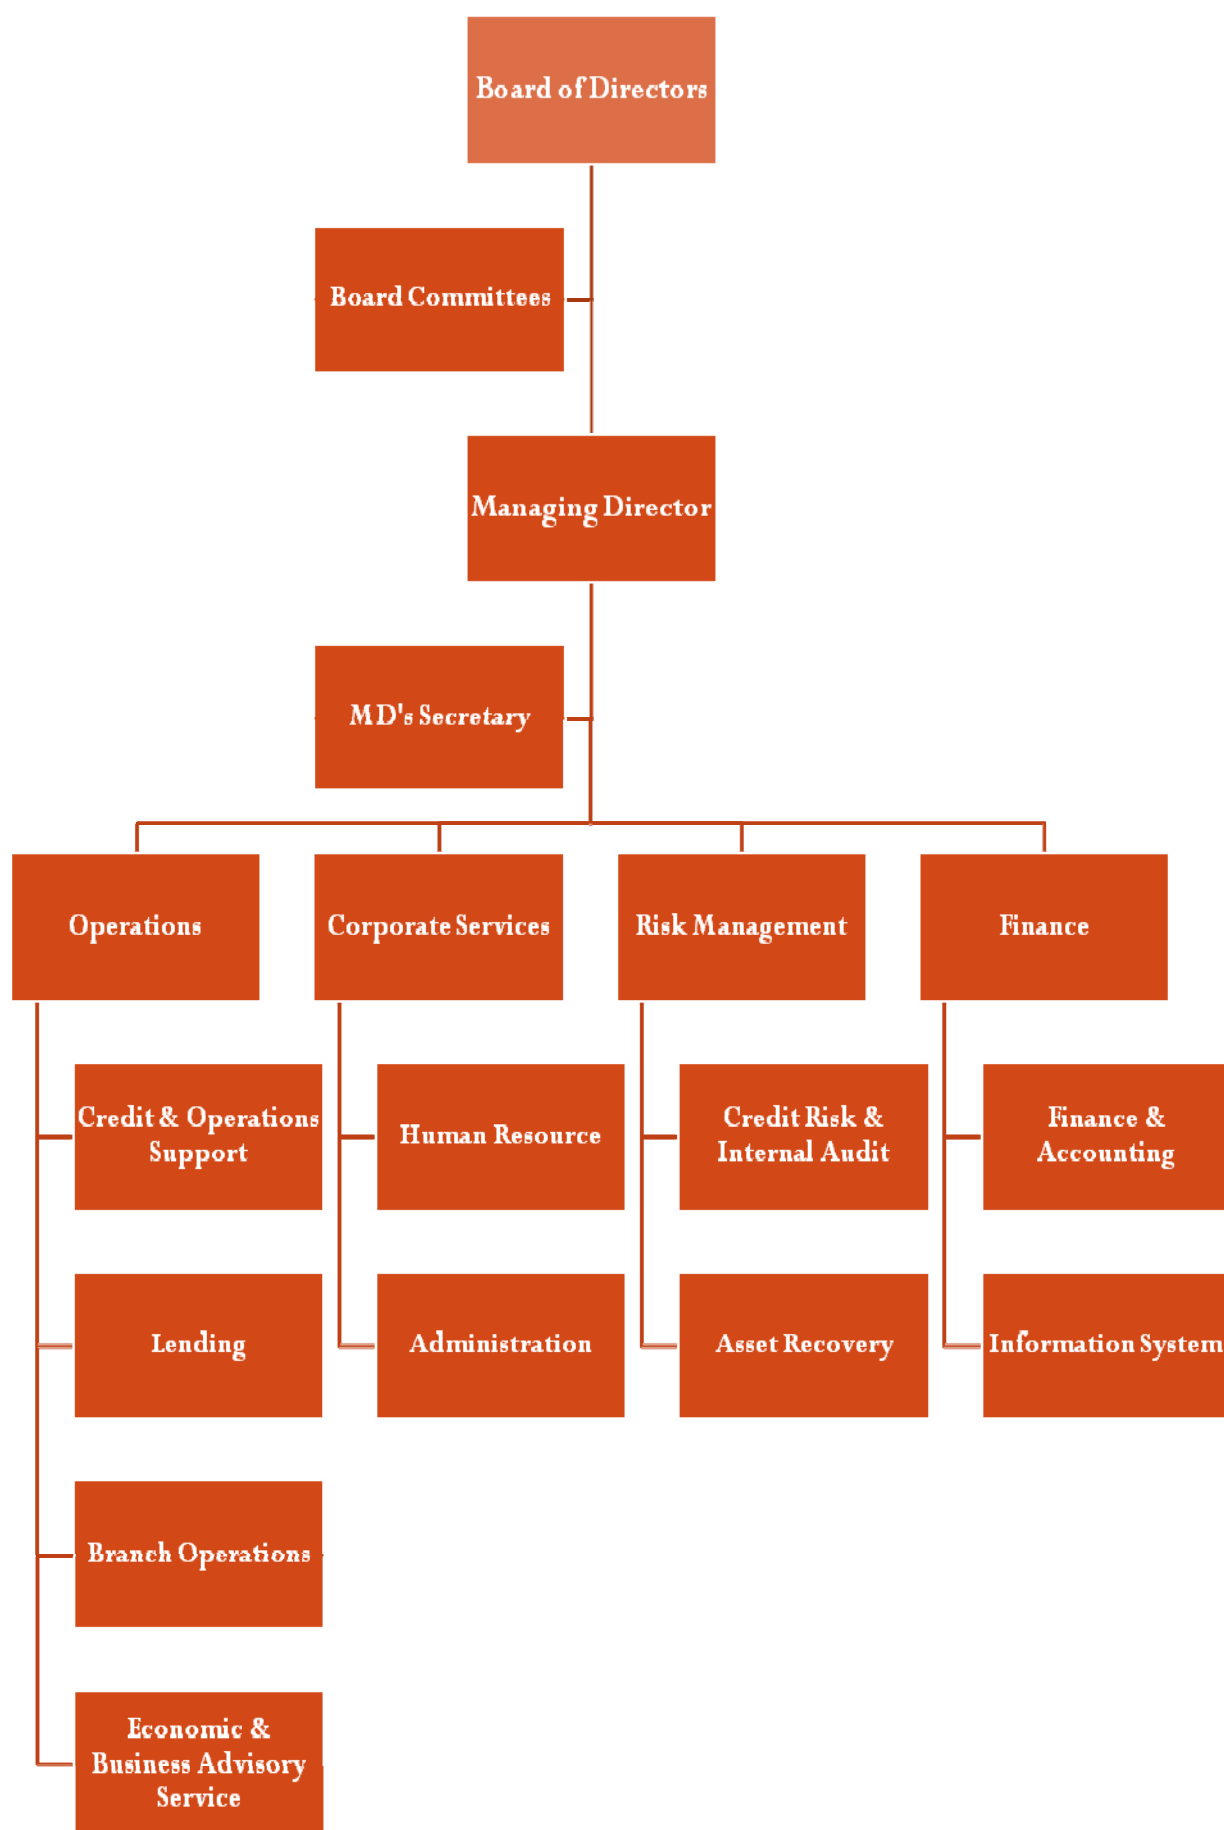 Board of Directors
Board Committees
Managing Director
MD's Secretary
Operations
Corporate Services
Risk Management
Finance
Credit & Operations
Support
Human Resource
Credit Risk &
Internal Audit
Finance &
Accounting
Lending
Administration
Asset Recovery
Information System
Branch Operations
Economic &
Business Advisory
Service